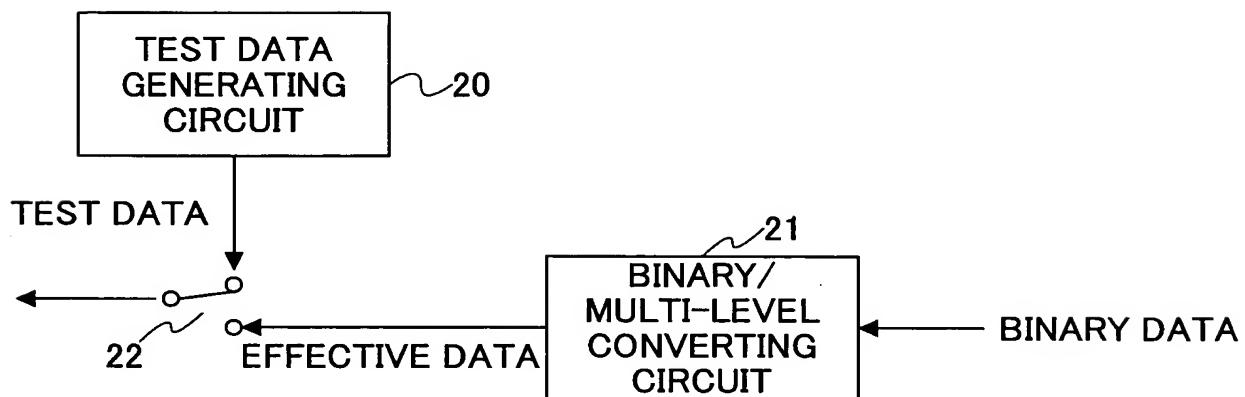 TEST DATA
GENERATING
CIRCUIT
20
TEST DATA
21
BINARY/
MULTI-LEVEL
CONVERTING
CIRCUIT
BINARY DATA
22
EFFECTIVE DATA